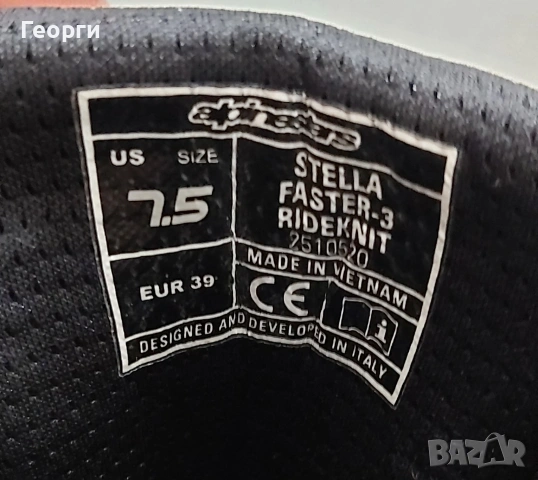 Георги
alpinestars
US SIZE
7.5
EUR 39
STELLA
FASTER-3
RIDEKNIT
2510520
MADE IN VIETNAM
CE
i
DESIGNED AND DEVELOPED IN ITALY
BAZAR